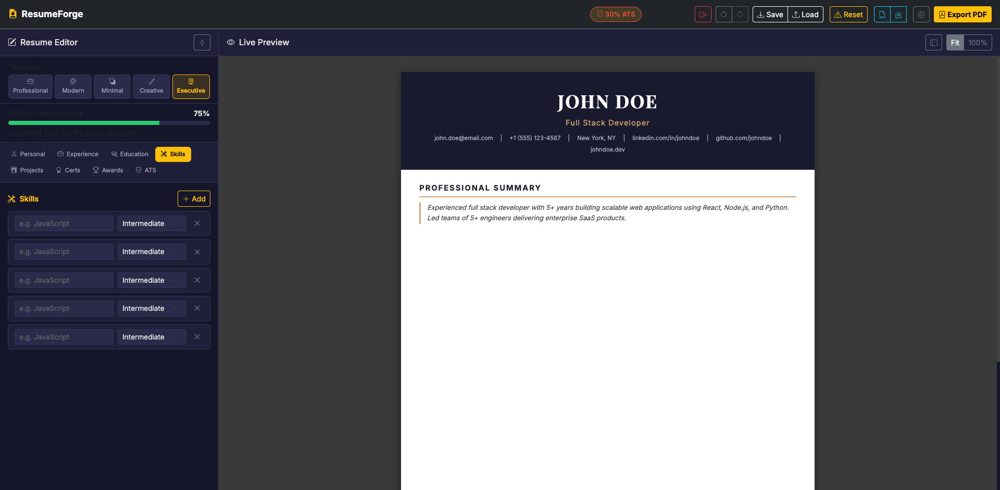 ResumeForge
30% ATS
Save
Load
Reset
JSON
Export PDF
Resume Editor
Live Preview
Fit
100%
Template
Professional
Modern
Minimal
Creative
Executive
Profile Completeness
75%
Excellent! Your profile looks complete.
Personal
Experience
Education
Skills
Projects
Certs
Awards
ATS
Skills
+ Add
e.g. JavaScript
Intermediate
e.g. JavaScript
Intermediate
e.g. JavaScript
Intermediate
e.g. JavaScript
Intermediate
e.g. JavaScript
Intermediate
JOHN DOE
Full Stack Developer
john.doe@email.com | +1 (555) 123-4567 | New York, NY | linkedin.com/in/johndoe | github.com/johndoe |
johndoe.dev
PROFESSIONAL SUMMARY
Experienced full stack developer with 5+ years building scalable web applications using React, Node.js, and Python.
Led teams of 5+ engineers delivering enterprise SaaS products.